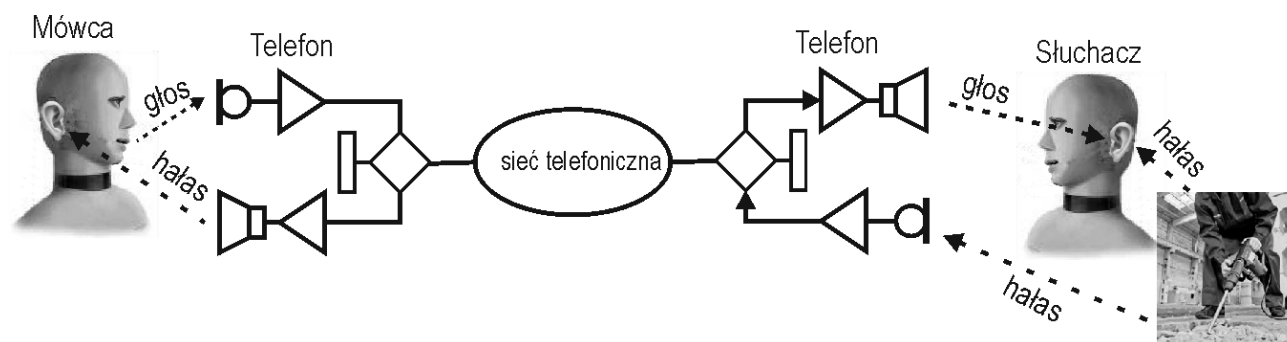 Mówca
Telefon
głos
hałas
sieć telefoniczna
Telefon
Słuchacz
głos
hałas
hałas